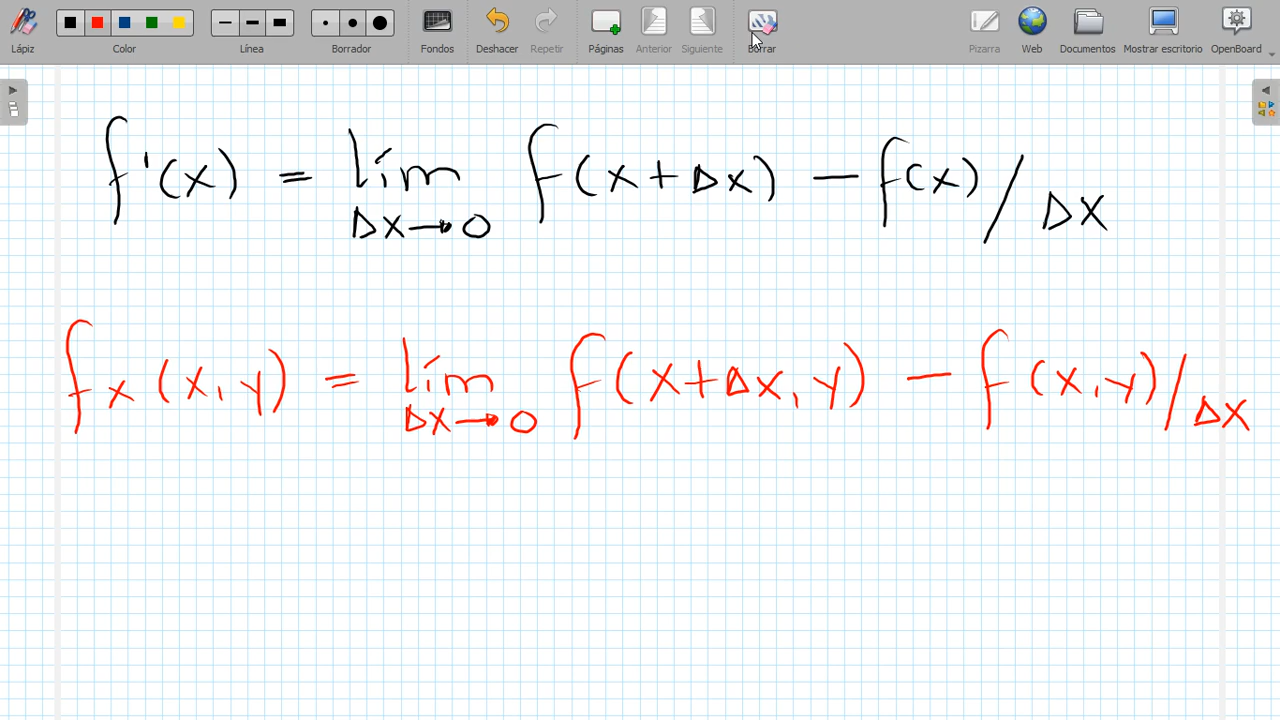 Lápiz Color Línea Borrador Fondos Deshacer Repetir Páginas Anterior Siguiente Pizarra Web Documentos Mostrar escritorio OpenBoard
f'(x) = lim f(x+Δx) − f(x)/Δx
Δx→0
fx(x,y) = lim f(x+Δx,y) − f(x,y)/Δx
Δx→0